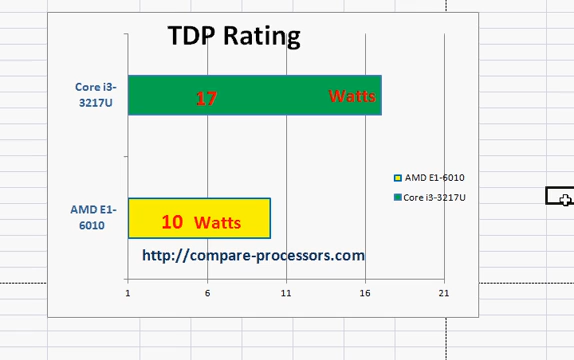 TDP Rating
Core i3-
3217U
17 Watts
AMD E1-6010
Core i3-3217U
AMD E1-
6010
10 Watts
http://compare-processors.com
1 6 11 16 21